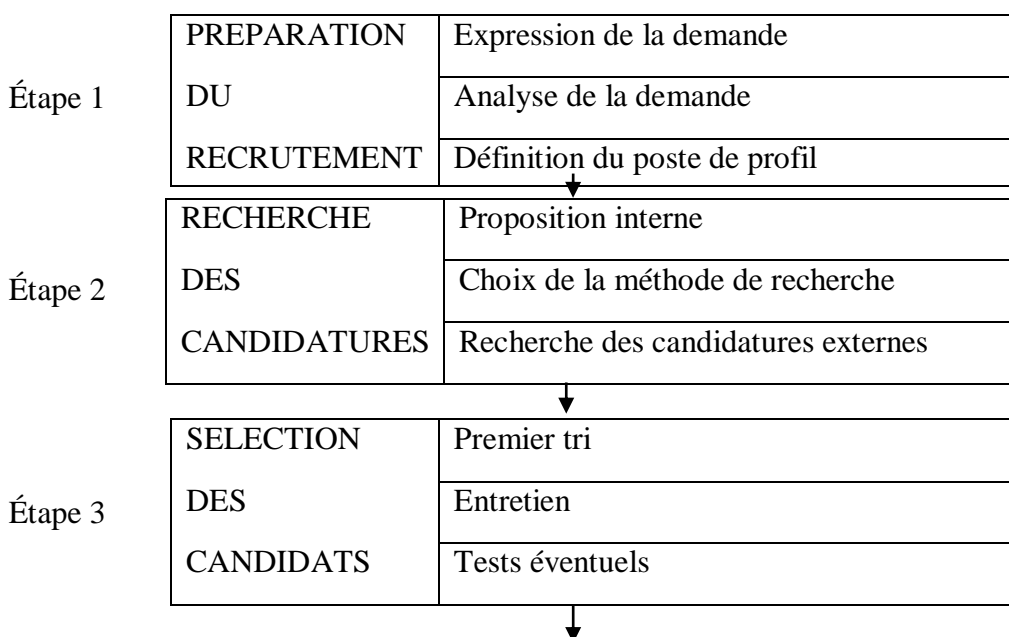 PREPARATION Expression de la demande
Étape 1 DU Analyse de la demande
RECRUTEMENT Définition du poste de profil
RECHERCHE Proposition interne
Étape 2 DES Choix de la méthode de recherche
CANDIDATURES Recherche des candidatures externes
SELECTION Premier tri
Étape 3 DES Entretien
CANDIDATS Tests éventuels